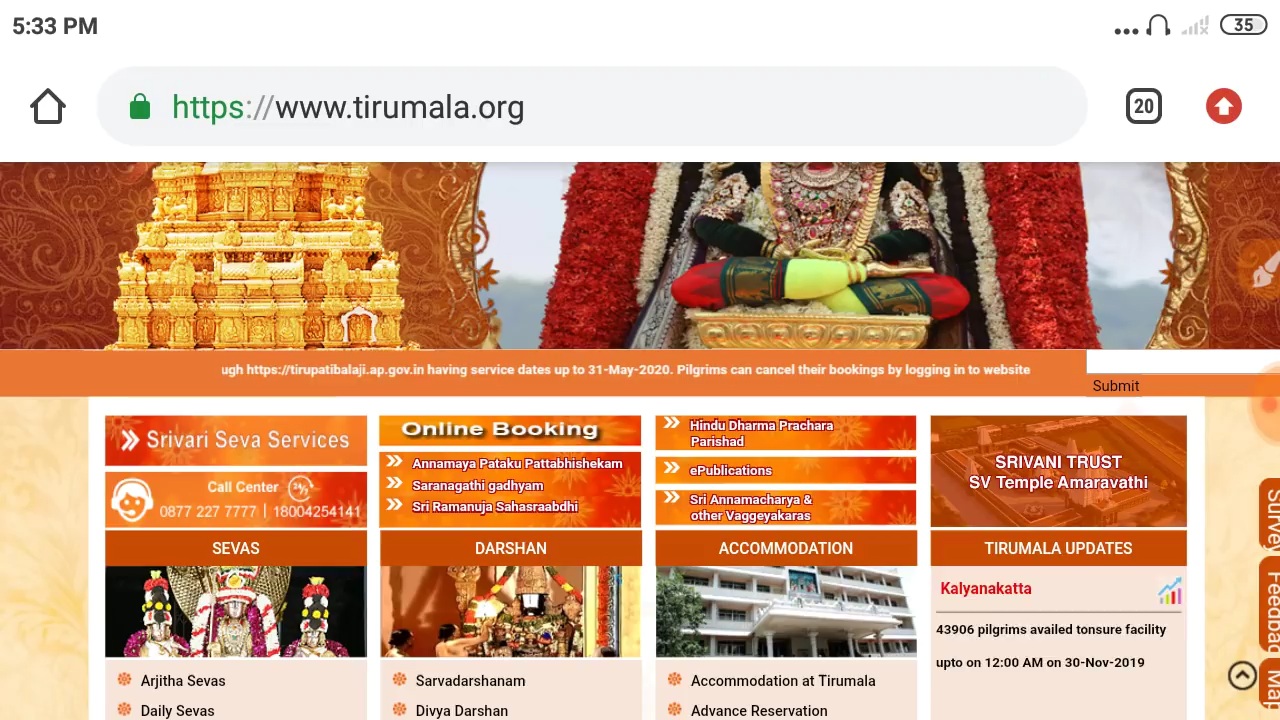 5:33 PM
35
https://www.tirumala.org
20
ugh https://tirupatibalaji.ap.gov.in having service dates up to 31-May-2020. Pilgrims can cancel their bookings by logging in to website
Submit
Srivari Seva Services
Call Center 24/7
0877 227 7777 | 18004254141
Online Booking
Annamaya Pataku Pattabhishekam
Saranagathi gadhyam
Sri Ramanuja Sahasraabdhi
Hindu Dharma Prachara
Parishad
ePublications
Sri Annamacharya &
other Vaggeyakaras
SRIVANI TRUST
SV Temple Amaravathi
SEVAS
DARSHAN
ACCOMMODATION
TIRUMALA UPDATES
Kalyanakatta
43906 pilgrims availed tonsure facility
upto on 12:00 AM on 30-Nov-2019
Arjitha Sevas
Daily Sevas
Sarvadarshanam
Divya Darshan
Accommodation at Tirumala
Advance Reservation
Survey
Feedbac
Map